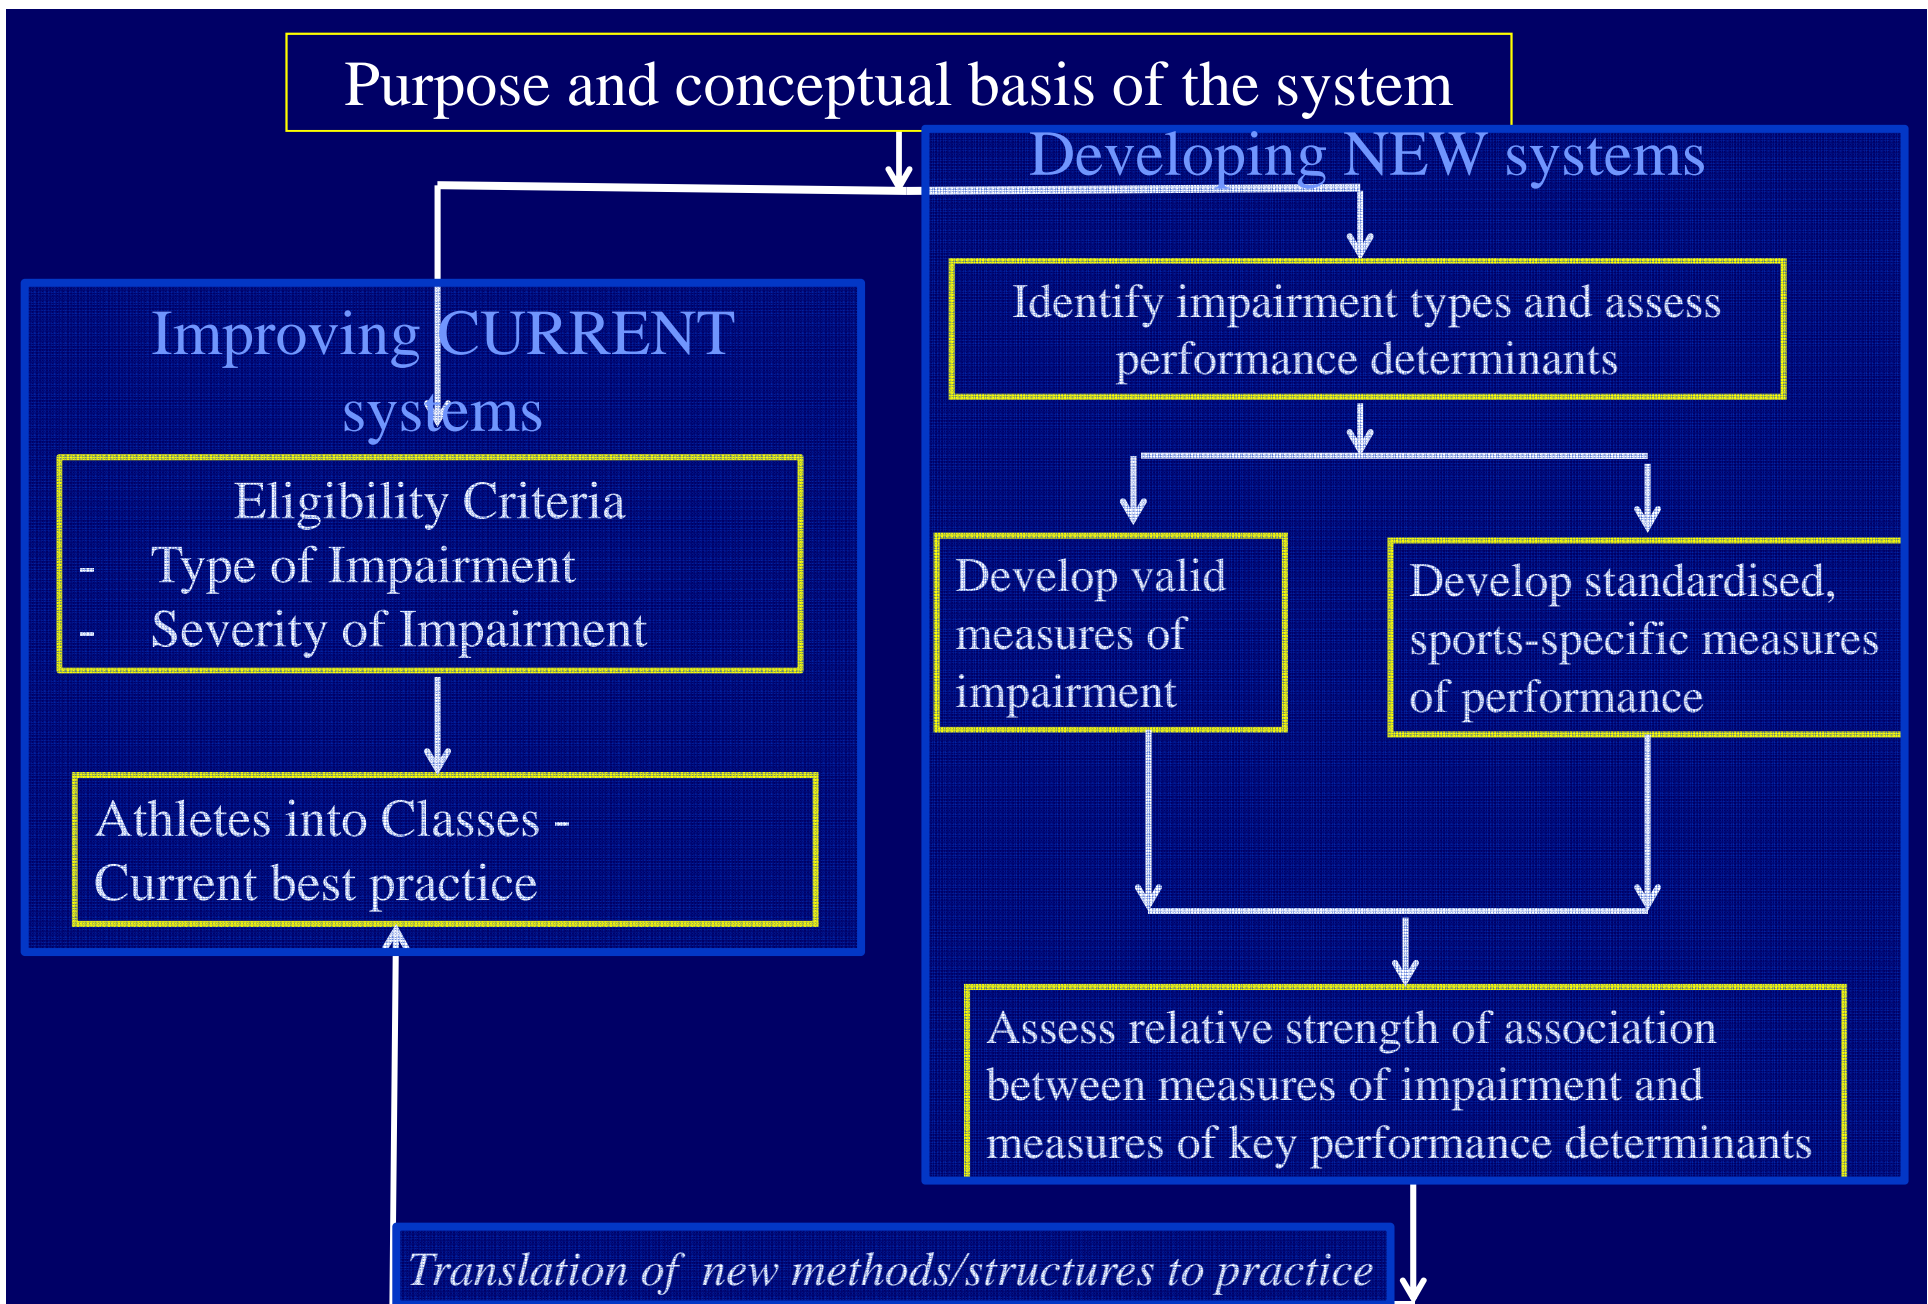 Purpose and conceptual basis of the system
Developing NEW systems
Identify impairment types and assess
performance determinants
Improving CURRENT
systems
Eligibility Criteria
- Type of Impairment
- Severity of Impairment
Develop valid
measures of
impairment
Develop standardised,
sports-specific measures
of performance
Athletes into Classes -
Current best practice
Assess relative strength of association
between measures of impairment and
measures of key performance determinants
Translation of new methods/structures to practice